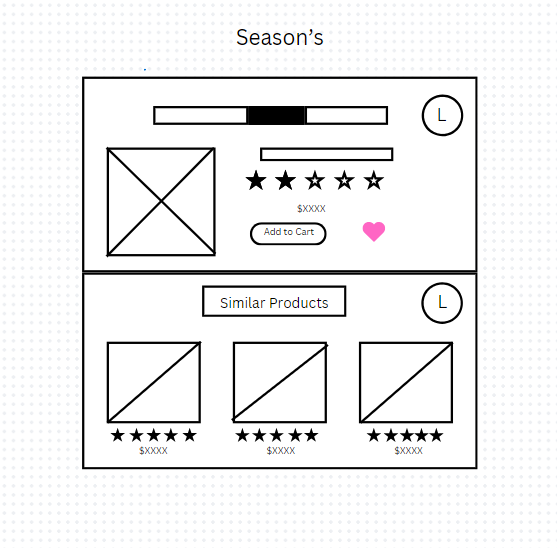 Season's
L
$XXXX
Add to Cart
Similar Products
L
$XXXX
$XXXX
$XXXX